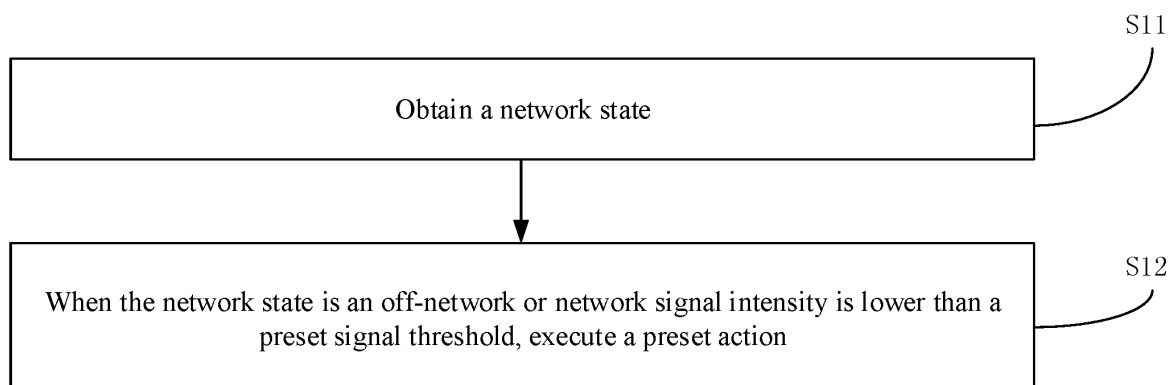 S11
Obtain a network state
S12
When the network state is an off-network or network signal intensity is lower than a
preset signal threshold, execute a preset action